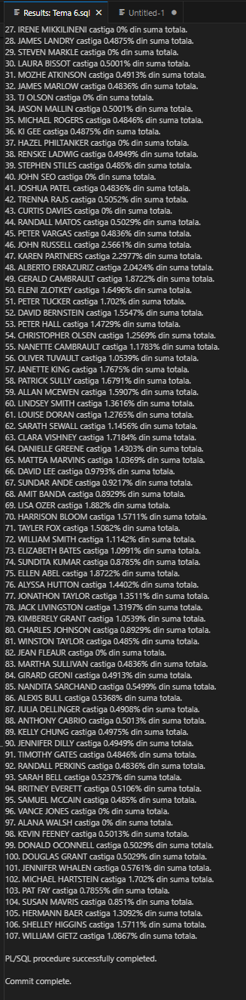 Results: Tema 6.sql
Untitled-1
27. IRENE MIKKILINENI castiga 0% din suma totala.
28. JAMES LANDRY castiga 0.4875% din suma totala.
29. STEVEN MARKLE castiga 0% din suma totala.
30. LAURA BISSOT castiga 0.5001% din suma totala.
31. MOZHE ATKINSON castiga 0.4913% din suma totala.
32. JAMES MARLOW castiga 0.4836% din suma totala.
33. TJ OLSON castiga 0% din suma totala.
34. JASON MALLIN castiga 0.5001% din suma totala.
35. MICHAEL ROGERS castiga 0.4846% din suma totala.
36. KI GEE castiga 0.4875% din suma totala.
37. HAZEL PHILTANKER castiga 0% din suma totala.
38. RENSKE LADWIG castiga 0.4949% din suma totala.
39. STEPHEN STILES castiga 0.485% din suma totala.
40. JOHN SEO castiga 0% din suma totala.
41. JOSHUA PATEL castiga 0.4836% din suma totala.
42. TRENNA RAJS castiga 0.5052% din suma totala.
43. CURTIS DAVIES castiga 0% din suma totala.
44. RANDALL MATOS castiga 0.5029% din suma totala.
45. PETER VARGAS castiga 0.4836% din suma totala.
46. JOHN RUSSELL castiga 2.5661% din suma totala.
47. KAREN PARTNERS castiga 2.2977% din suma totala.
48. ALBERTO ERRAZURIZ castiga 2.0424% din suma totala.
49. GERALD CAMBRAULT castiga 1.8722% din suma totala.
50. ELENI ZLOTKEY castiga 1.6496% din suma totala.
51. PETER TUCKER castiga 1.702% din suma totala.
52. DAVID BERNSTEIN castiga 1.5547% din suma totala.
53. PETER HALL castiga 1.4729% din suma totala.
54. CHRISTOPHER OLSEN castiga 1.2569% din suma totala.
55. NANETTE CAMBRAULT castiga 1.1783% din suma totala.
56. OLIVER TUVAULT castiga 1.0539% din suma totala.
57. JANETTE KING castiga 1.7675% din suma totala.
58. PATRICK SULLY castiga 1.6791% din suma totala.
59. ALLAN MCEWEN castiga 1.5907% din suma totala.
60. LINDSEY SMITH castiga 1.3616% din suma totala.
61. LOUISE DORAN castiga 1.2765% din suma totala.
62. SARATH SEWALL castiga 1.1456% din suma totala.
63. CLARA VISHNEY castiga 1.7184% din suma totala.
64. DANIELLE GREENE castiga 1.4303% din suma totala.
65. MATTEA MARVINS castiga 1.0369% din suma totala.
66. DAVID LEE castiga 0.9793% din suma totala.
67. SUNDAR ANDE castiga 0.9217% din suma totala.
68. AMIT BANDA castiga 0.8929% din suma totala.
69. LISA OZER castiga 1.882% din suma totala.
70. HARRISON BLOOM castiga 1.5711% din suma totala.
71. TAYLER FOX castiga 1.5082% din suma totala.
72. WILLIAM SMITH castiga 1.1142% din suma totala.
73. ELIZABETH BATES castiga 1.0991% din suma totala.
74. SUNDITA KUMAR castiga 0.8785% din suma totala.
75. ELLEN ABEL castiga 1.8722% din suma totala.
76. ALYSSA HUTTON castiga 1.4402% din suma totala.
77. JONATHON TAYLOR castiga 1.3511% din suma totala.
78. JACK LIVINGSTON castiga 1.3197% din suma totala.
79. KIMBERELY GRANT castiga 1.0539% din suma totala.
80. CHARLES JOHNSON castiga 0.8929% din suma totala.
81. WINSTON TAYLOR castiga 0.485% din suma totala.
82. JEAN FLEAUR castiga 0% din suma totala.
83. MARTHA SULLIVAN castiga 0.4836% din suma totala.
84. GIRARD GEONI castiga 0.4913% din suma totala.
85. NANDITA SARCHAND castiga 0.5499% din suma totala.
86. ALEXIS BULL castiga 0.5368% din suma totala.
87. JULIA DELLINGER castiga 0.4908% din suma totala.
88. ANTHONY CABRIO castiga 0.5013% din suma totala.
89. KELLY CHUNG castiga 0.4975% din suma totala.
90. JENNIFER DILLY castiga 0.4949% din suma totala.
91. TIMOTHY GATES castiga 0.4846% din suma totala.
92. RANDALL PERKINS castiga 0.4836% din suma totala.
93. SARAH BELL castiga 0.5237% din suma totala.
94. BRITNEY EVERETT castiga 0.5106% din suma totala.
95. SAMUEL MCCAIN castiga 0.485% din suma totala.
96. VANCE JONES castiga 0% din suma totala.
97. ALANA WALSH castiga 0% din suma totala.
98. KEVIN FEENEY castiga 0.5013% din suma totala.
99. DONALD OCONNELL castiga 0.5029% din suma totala.
100. DOUGLAS GRANT castiga 0.5029% din suma totala.
101. JENNIFER WHALEN castiga 0.5761% din suma totala.
102. MICHAEL HARTSTEIN castiga 1.702% din suma totala.
103. PAT FAY castiga 0.7855% din suma totala.
104. SUSAN MAVRIS castiga 0.851% din suma totala.
105. HERMANN BAER castiga 1.3092% din suma totala.
106. SHELLEY HIGGINS castiga 1.5711% din suma totala.
107. WILLIAM GIETZ castiga 1.0867% din suma totala.
PL/SQL procedure successfully completed.
Commit complete.